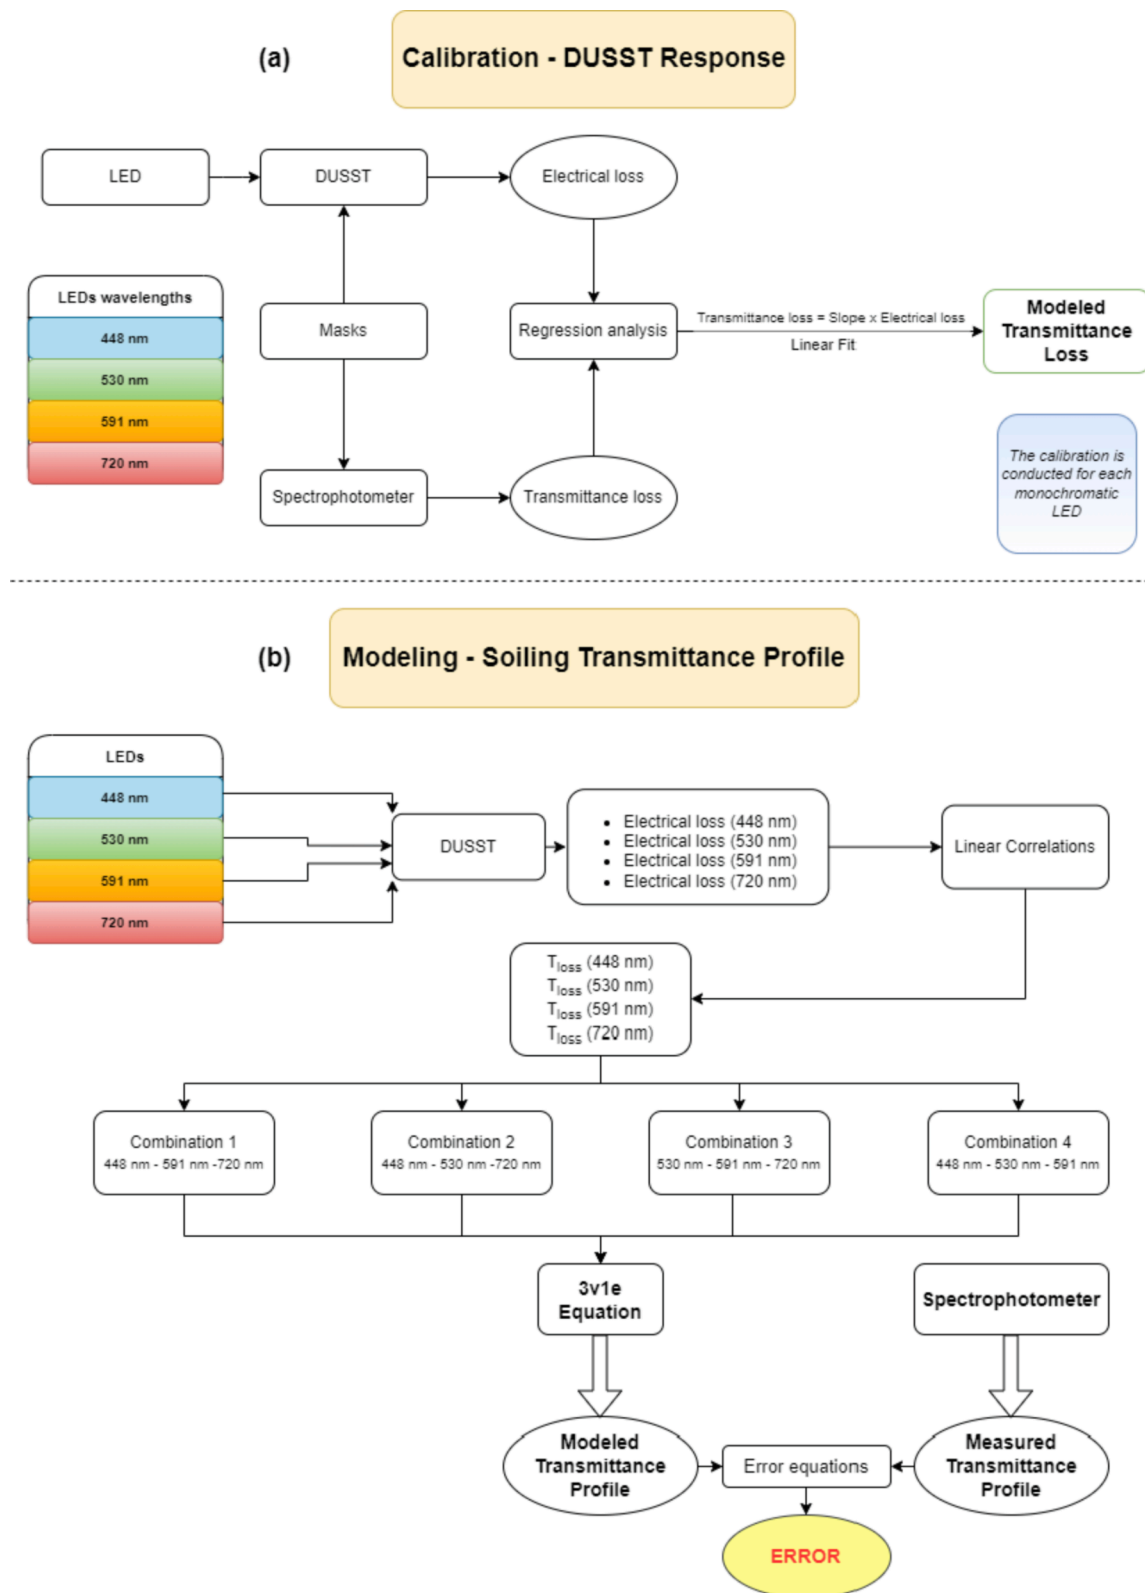 (a)
Calibration - DUSST Response
LED
DUSST
Electrical loss
LEDs wavelengths
448 nm
530 nm
591 nm
720 nm
Masks
Regression analysis
Transmittance loss = Slope x Electrical loss
Linear Fit
Modeled
Transmittance
Loss
Spectrophotometer
Transmittance loss
The calibration is
conducted for each
monochromatic
LED
(b)
Modeling - Soiling Transmittance Profile
LEDs
448 nm
530 nm
591 nm
720 nm
DUSST
• Electrical loss (448 nm)
• Electrical loss (530 nm)
• Electrical loss (591 nm)
• Electrical loss (720 nm)
Linear Correlations
Tloss (448 nm)
Tloss (530 nm)
Tloss (591 nm)
Tloss (720 nm)
Combination 1
448 nm - 591 nm -720 nm
Combination 2
448 nm - 530 nm -720 nm
Combination 3
530 nm - 591 nm - 720 nm
Combination 4
448 nm - 530 nm - 591 nm
3v1e
Equation
Spectrophotometer
Modeled
Transmittance
Profile
Error equations
Measured
Transmittance
Profile
ERROR